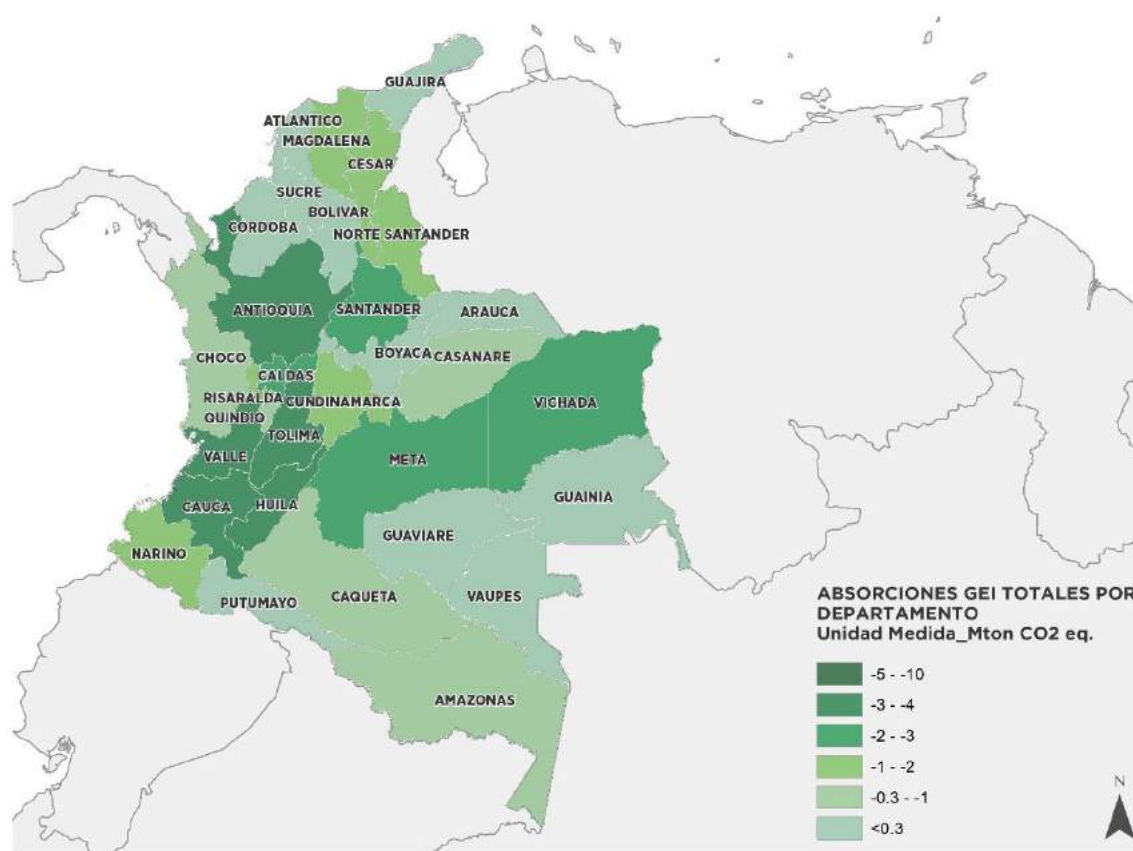 GUAJIRA
ATLANTICO
MAGDALENA
CESAR
SUCRE
BOLIVAR
CORDOBA
NORTE SANTANDER
ANTIOQUIA
SANTANDER
ARAUCA
CHOCO
BOYACA
CASANARE
CALDAS
RISARALDA
CUNDINAMARCA
QUINDIO
VICHADA
TOLIMA
VALLE
META
GUAINIA
CAUCA
HUILA
GUAVIARE
NARINO
PUTUMAYO
CAQUETA
VAUPES
AMAZONAS
ABSORCIONES GEI TOTALES POR
DEPARTAMENTO
Unidad Medida_Mton CO2 eq.
-5 - -10
-3 - -4
-2 - -3
-1 - -2
-0.3 - -1
<0.3
N